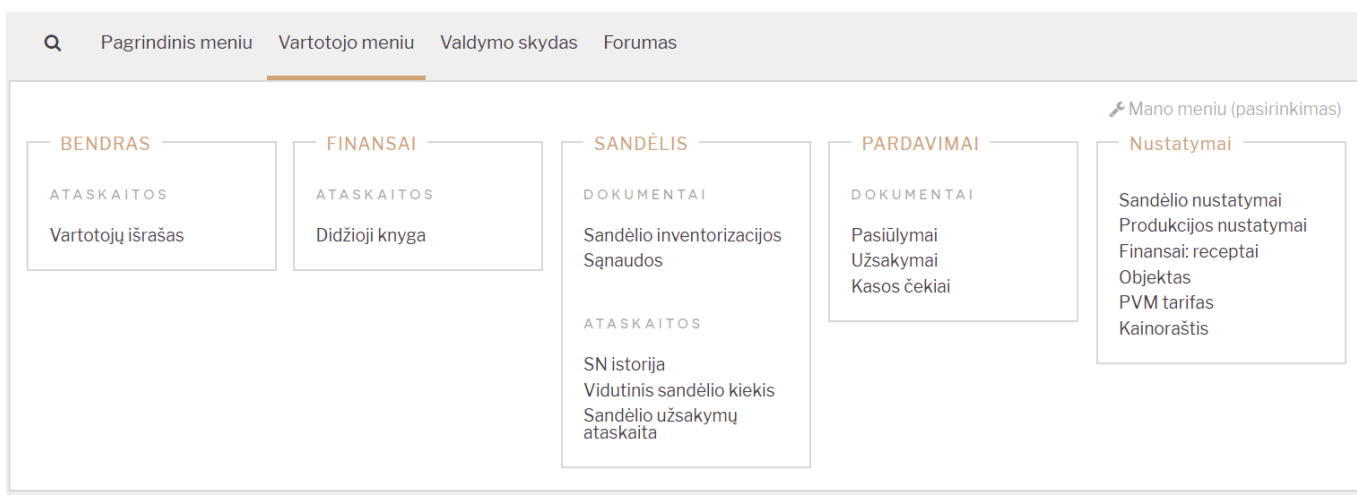 Pagrindinis meniu Vartotojo meniu Valdymo skydas Forumas
Mano meniu (pasirinkimas)
BENDRAS
ATASKAITOS
Vartotojų išrašas
FINANSAI
ATASKAITOS
Didžioji knyga
SANDĖLIS
DOKUMENTAI
Sandėlio inventorizacijos
Sąnaudos
ATASKAITOS
SN istorija
Vidutinis sandėlio kiekis
Sandėlio užsakymų
ataskaita
PARDAVIMAI
DOKUMENTAI
Pasiūlymai
Užsakymai
Kasos čekiai
Nustatymai
Sandėlio nustatymai
Produkcijos nustatymai
Finansai: receptai
Objektas
PVM tarifas
Kainoraštis